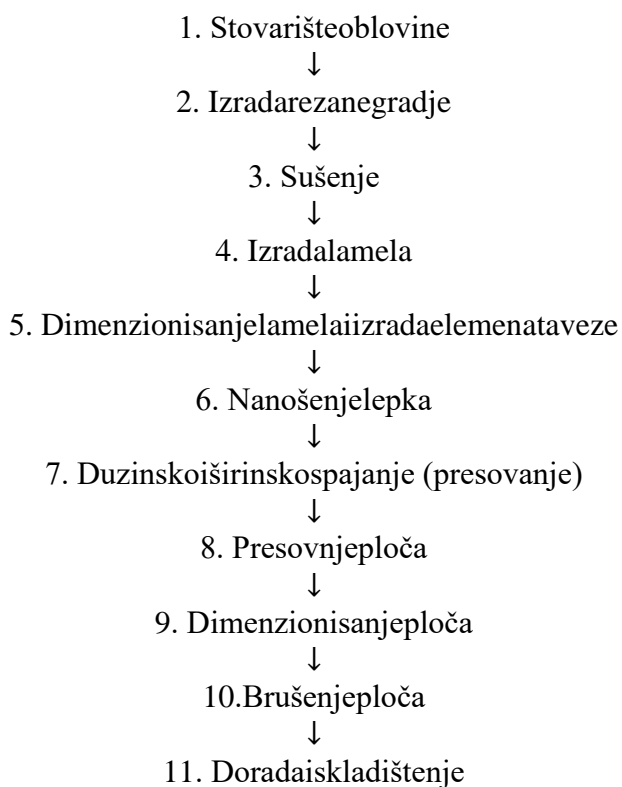 1. Stovarišteoblovine
↓
2. Izradarezanegradje
↓
3. Sušenje
↓
4. Izradalamela
↓
5. Dimenzionisanjelamelaiizradaelemenataveze
↓
6. Nanošenjelepka
↓
7. Duzinskoiširinskospajanje (presovanje)
↓
8. Presovnjeploča
↓
9. Dimenzionisanjeploča
↓
10.Brušenjeploča
↓
11. Doradaiskladištenje